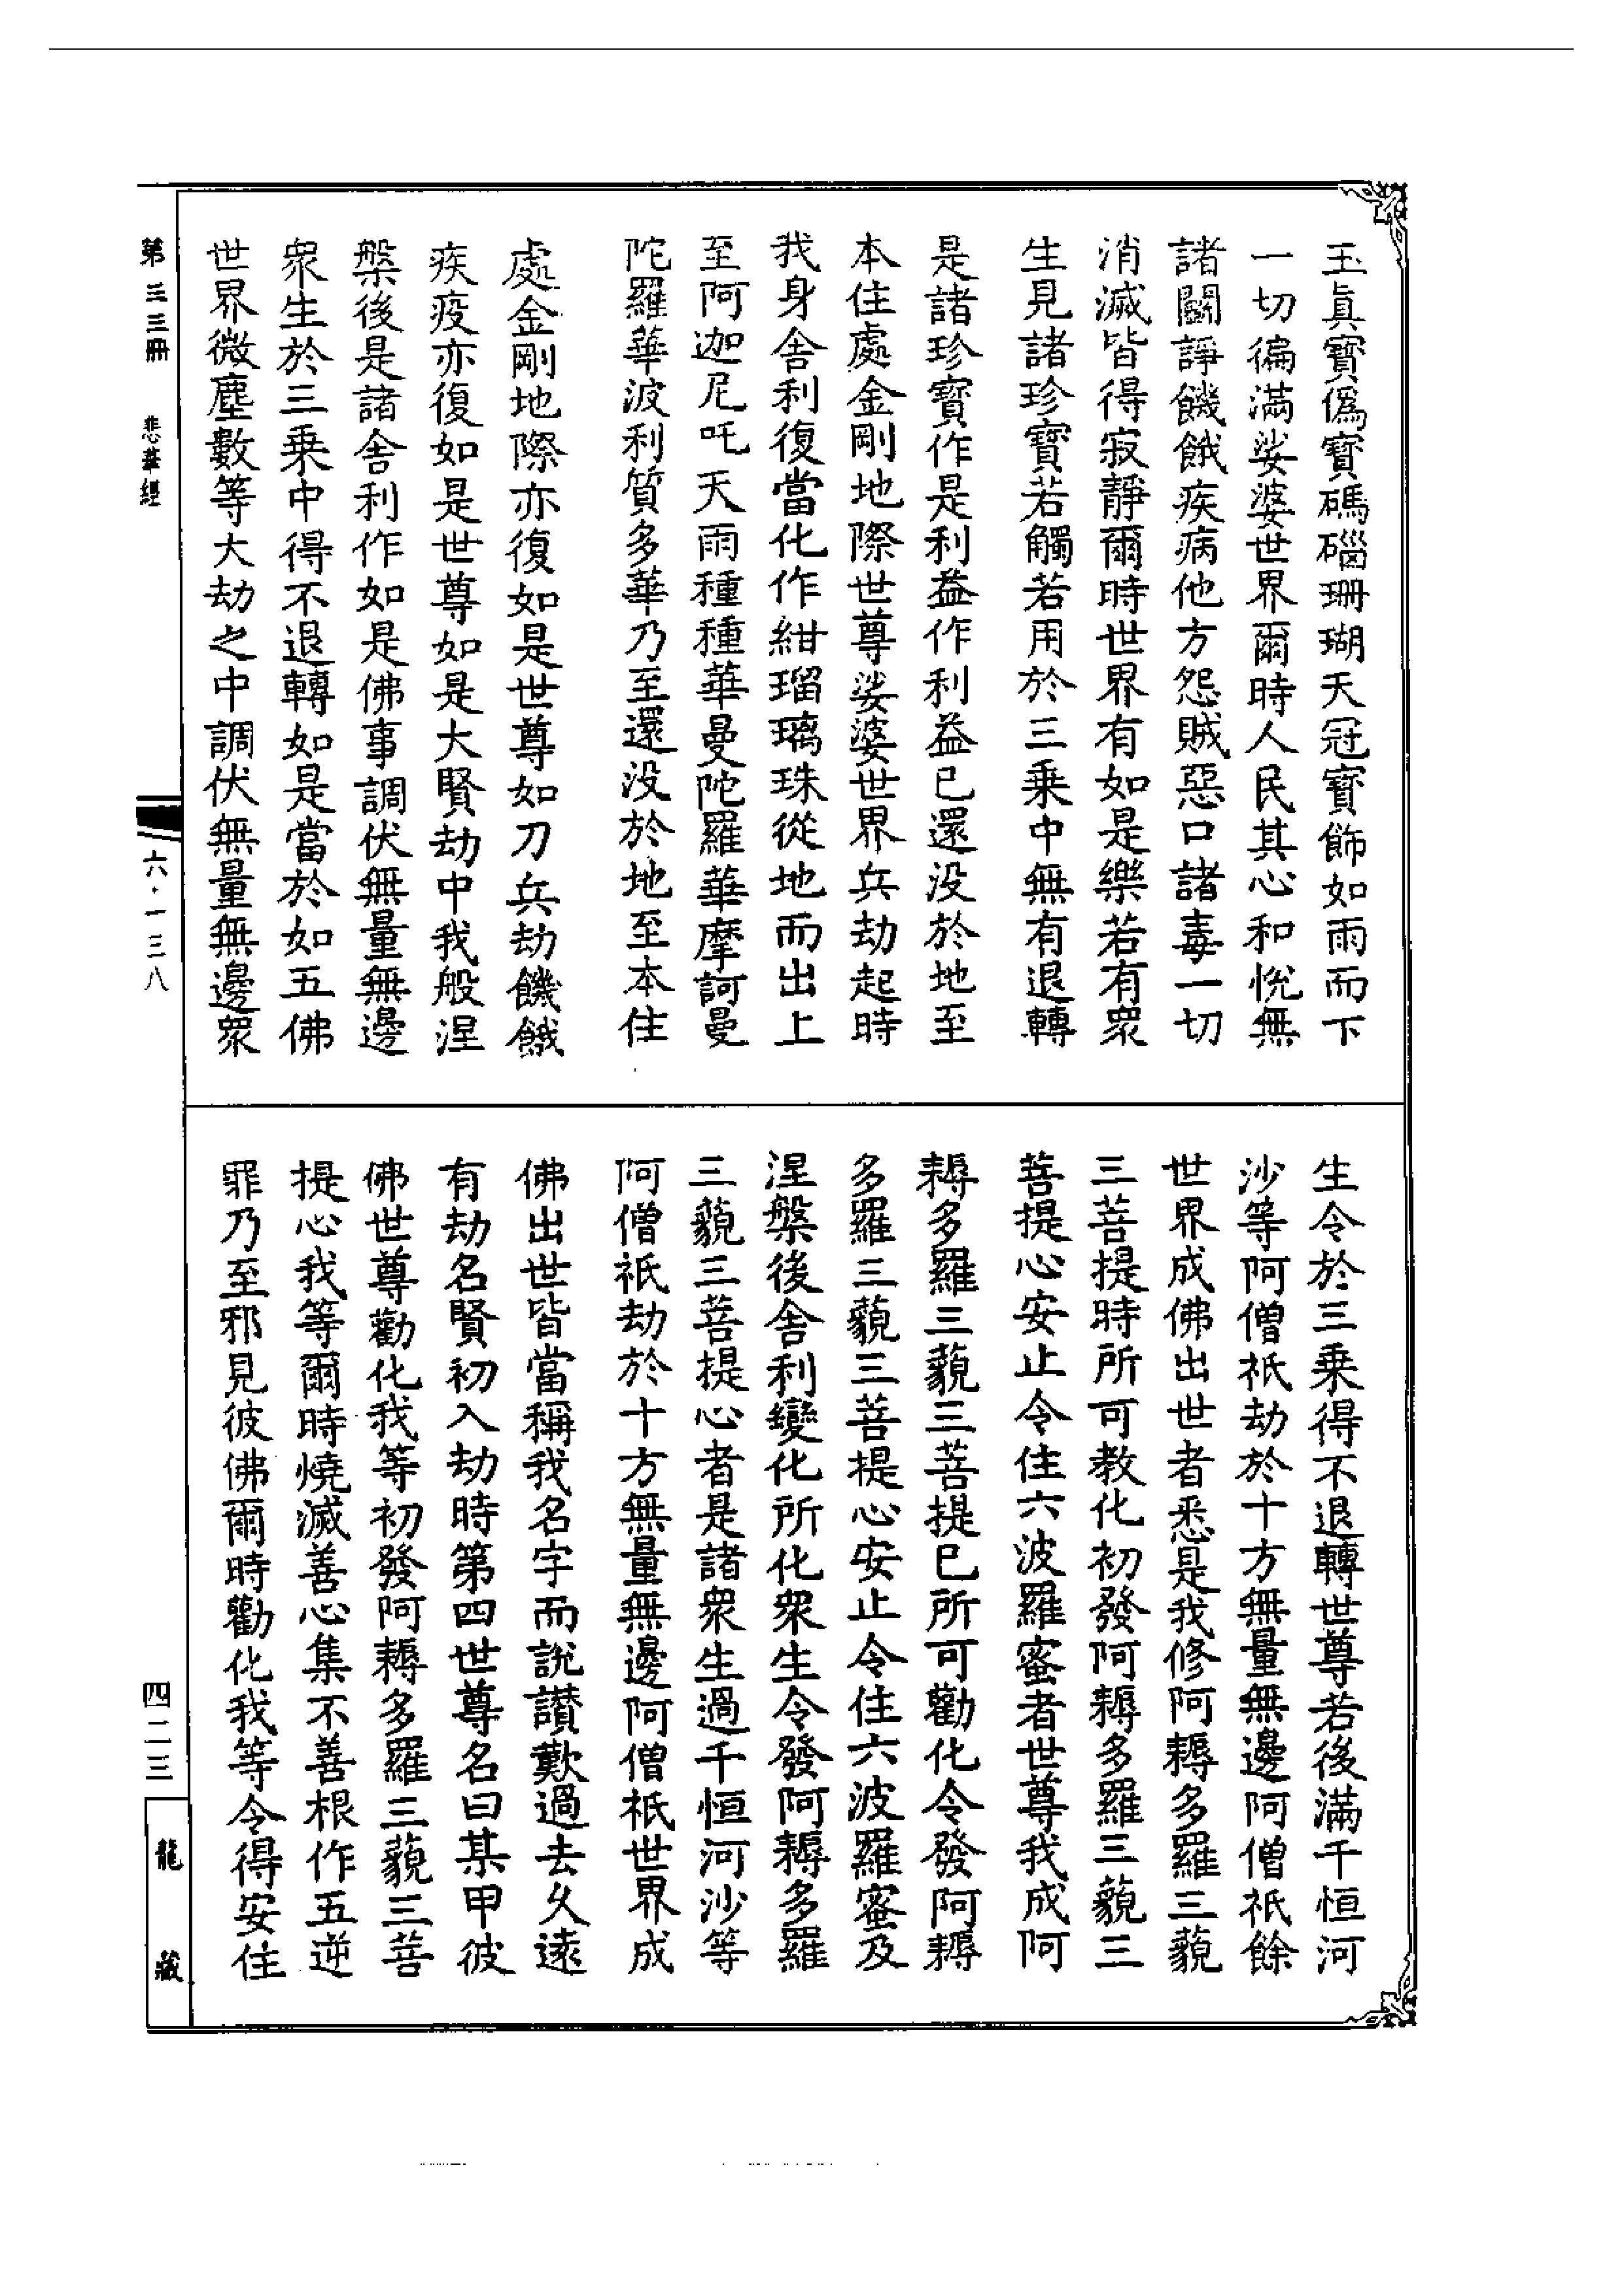 玉眞寶僞寶碼碯珊瑚天冠寶飾如雨而下
一切徧滿娑婆世界爾時人民其心和悅無
諸鬬諍饑餓疾病他方怨賊惡口諸毒一切
消滅皆得寂靜爾時世界有如是樂若有衆
生見諸珍寶若觸若用於三乗中無有退轉
是諸珍寶作是利益作利益已還没於地至
本住處金剛地際世尊娑婆世界兵劫起時
我身舍利復當化作紺瑠璃珠從地而出上
至阿迦尼吒天雨種種華曼陀羅華摩訶曼
陀羅華波利質多華乃至還没於地至本住
處金剛地際亦復如是世尊如刀兵劫饑餓
疾疫亦復如是世尊如是大賢劫中我般涅
槃後是諸舍利作如是佛事調伏無量無邊
衆生於三乗中得不退轉如是當於如五佛
世界微塵數等大劫之中調伏無量無邊衆
生令於三乗得不退轉世尊若後滿千恒河
沙等阿僧祇劫於十方無量無邊阿僧祇餘
世界成佛出世者悉是我修阿耨多羅三藐
三菩提時所可教化初發阿耨多羅三藐三
菩提心安止令住六波羅蜜者世尊我成阿
耨多羅三藐三菩提已所可勸化令發阿耨
多羅三藐三菩提心安止令住六波羅蜜及
涅槃後舍利變化所化衆生令發阿耨多羅
三藐三菩提心者是諸衆生過千恒河沙等
阿僧祇劫於十方無量無邊阿僧祇世界成
佛出世皆當稱我名字而說讃歎過去久遠
有劫名賢初入劫時第四世尊名曰某甲彼
佛世尊勸化我等初發阿耨多羅三藐三菩
提心我等爾時燒滅善心集不善根作五逆
罪乃至邪見彼佛爾時勸化我等令得安住
第三三冊 悲華經
六·一三八
四二三
龍藏